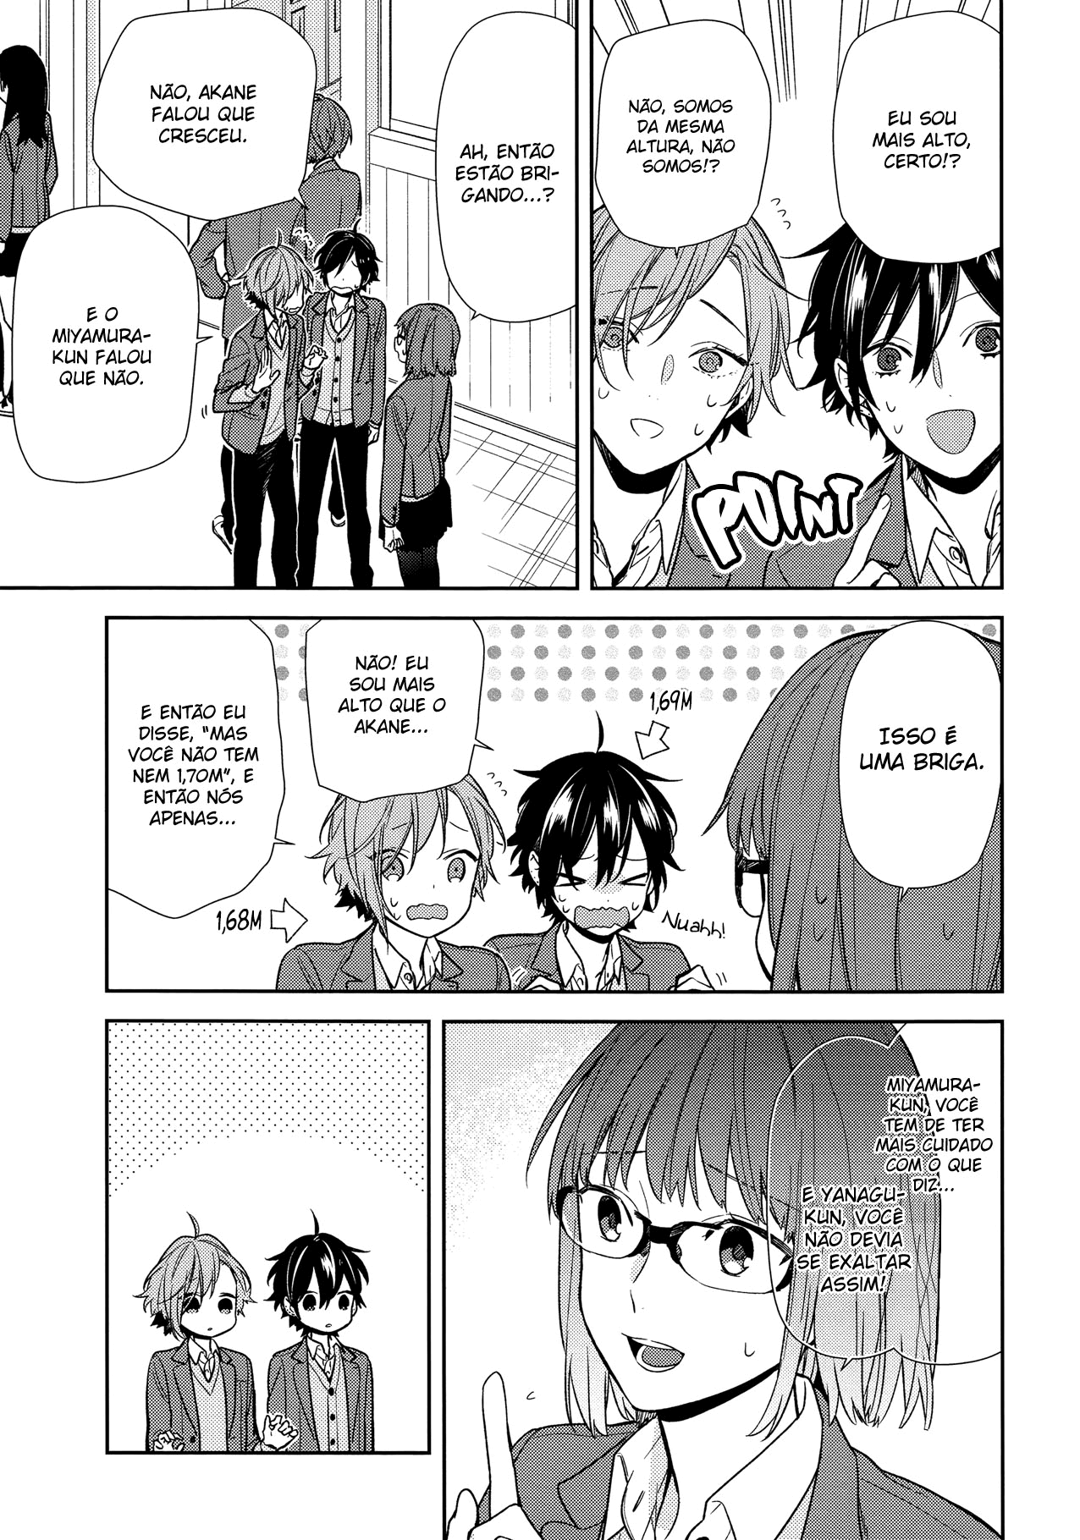 EU SOU
MAIS ALTO,
CERTO!?
NÃO, SOMOS
DA MESMA
ALTURA, NÃO
SOMOS!?
POINT
AH, ENTÃO
ESTÃO BRI-
GANDO...?
NÃO, AKANE
FALOU QUE
CRESCEU.
E O
MIYAMURA-
KUN FALOU
QUE NÃO.
ISSO É
UMA BRIGA.
1,69M
NÃO! EU
SOU MAIS
ALTO QUE O
AKANE...
Nuahh!
E ENTÃO EU
DISSE, "MAS
VOCÊ NÃO TEM
NEM 1,70M", E
ENTÃO NÓS
APENAS...
1,68M
MIYAMURA-
KUN, VOCÊ
TEM DE TER
MAIS CUIDADO
COM O QUE
DIZ...
E YANAGU-
KUN, VOCÊ
NÃO DEVIA
SE EXALTAR
ASSIM!